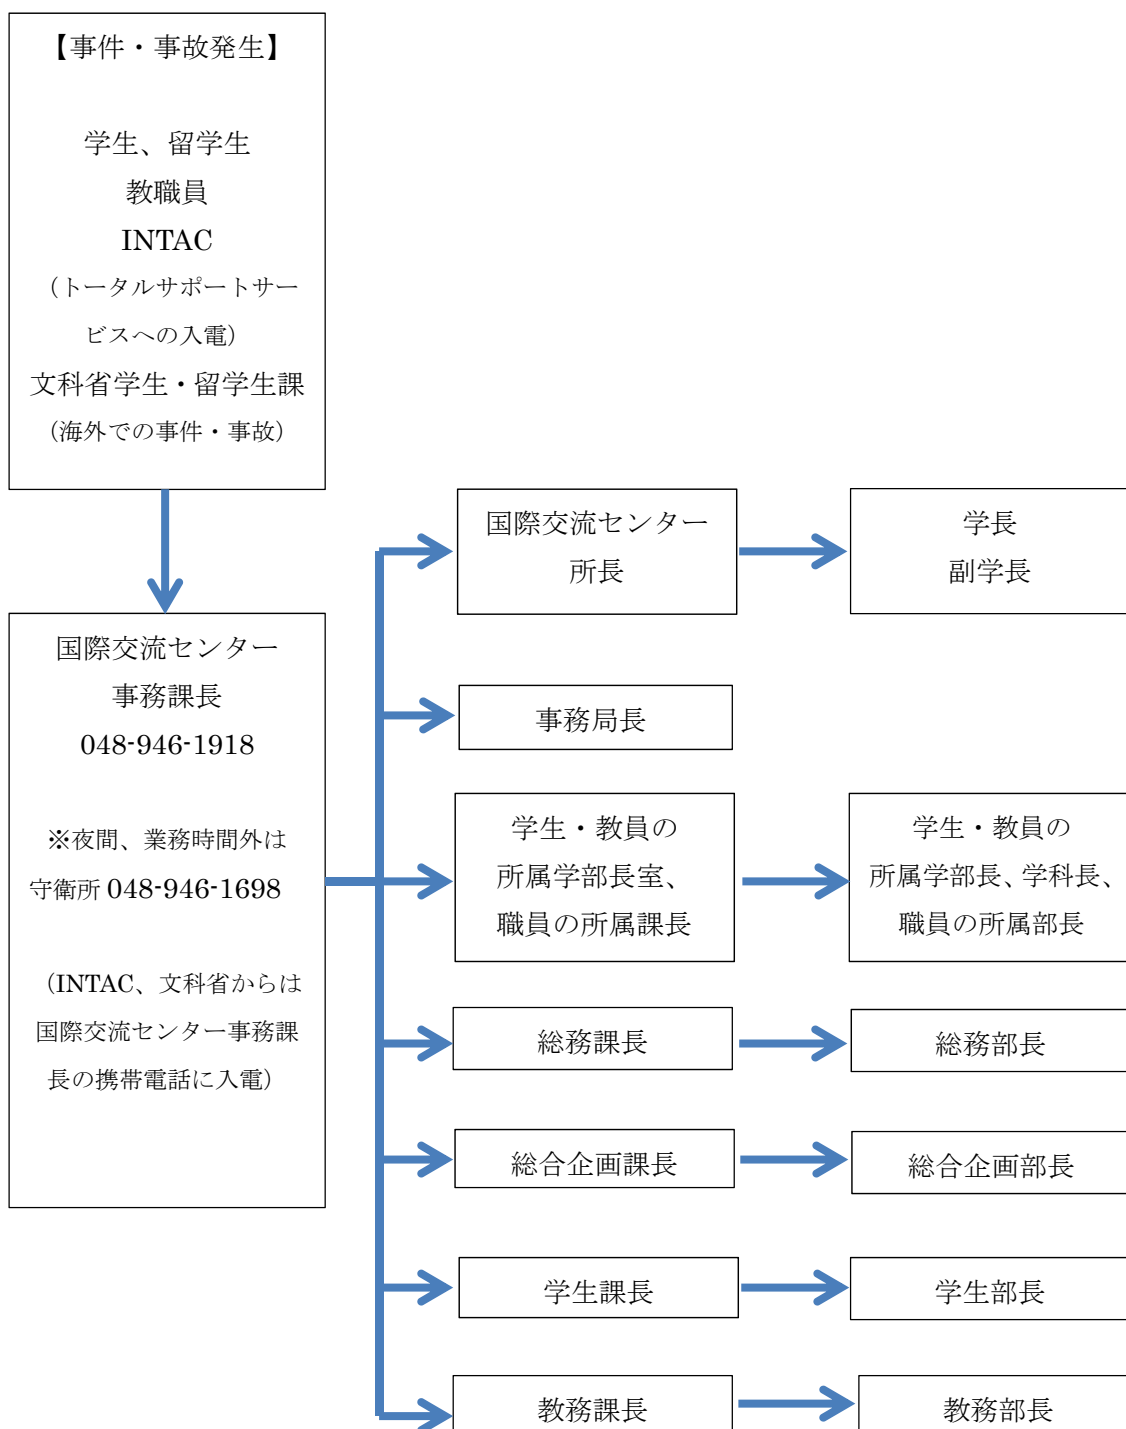 【事件・事故発生】
学生、留学生
教職員
INTAC
（トータルサポートサー
ビスへの入電）
文科省学生・留学生課
（海外での事件・事故）
国際交流センター
事務課長
048-946-1918
※夜間、業務時間外は
守衛所 048-946-1698
（INTAC、文科省からは
国際交流センター事務課
長の携帯電話に入電）
国際交流センター
所長
学長
副学長
事務局長
学生・教員の
所属学部長室、
職員の所属課長
学生・教員の
所属学部長、学科長、
職員の所属部長
総務課長
総務部長
総合企画課長
総合企画部長
学生課長
学生部長
教務課長
教務部長